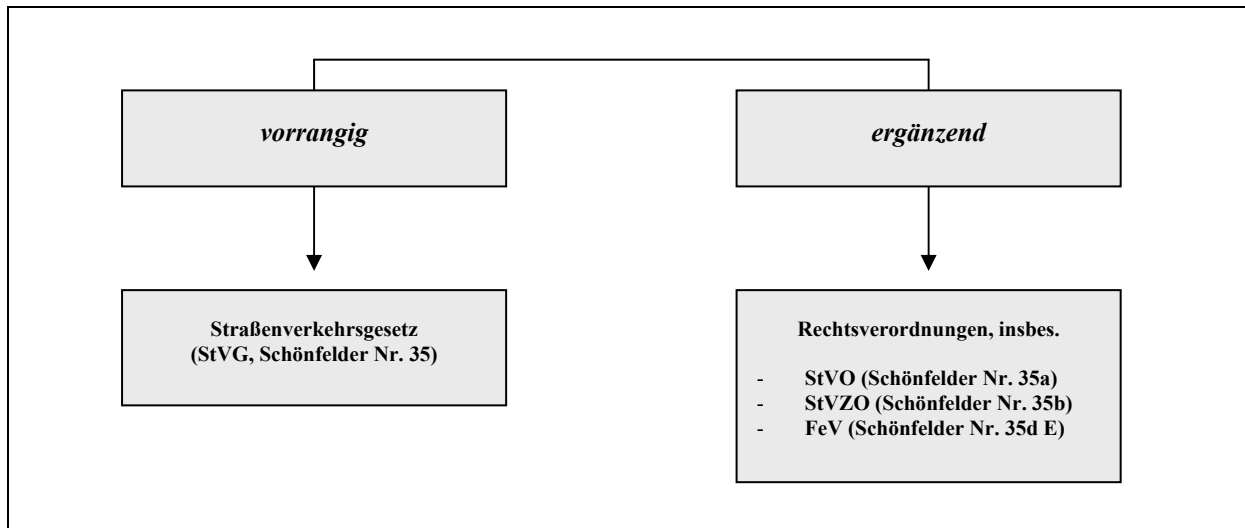 vorrangig
ergänzend
Straßenverkehrsgesetz
(StVG, Schönfelder Nr. 35)
Rechtsverordnungen, insbes.
- StVO (Schönfelder Nr. 35a)
- StVZO (Schönfelder Nr. 35b)
- FeV (Schönfelder Nr. 35d E)